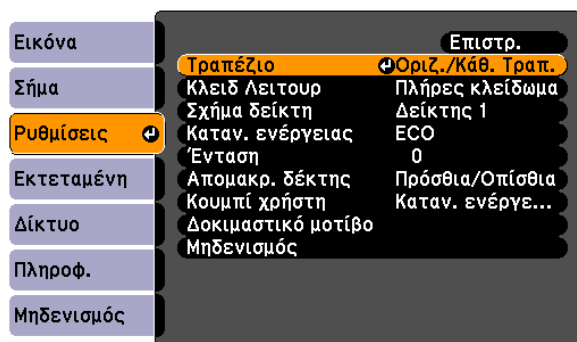 Εικόνα
Σήμα
Ρυθμίσεις
Εκτεταμένη
Δίκτυο
Πληροφ.
Μηδενισμός
Επιστρ.
Τραπέζιο Οριζ./Κάθ. Τραπ.
Κλειδ Λειτουρ Πλήρες κλείδωμα
Σχήμα δείκτη Δείκτης 1
Καταν. ενέργειας ECO
Ένταση 0
Απομακρ. δέκτης Πρόσθια/Οπίσθια
Κουμπί χρήστη Καταν. ενέργε...
Δοκιμαστικό μοτίβο
Μηδενισμός